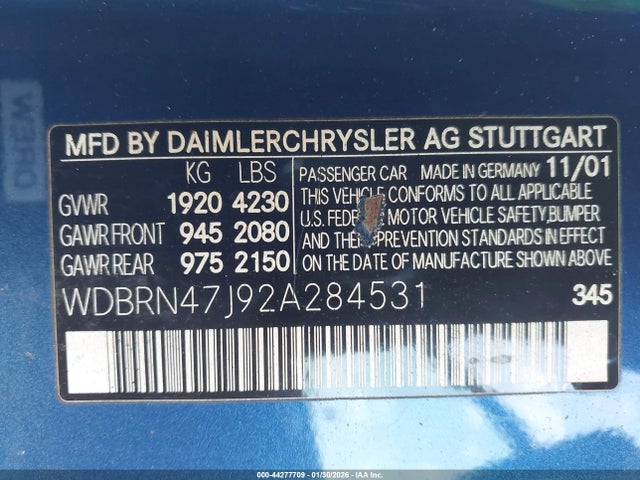 MFD BY DAIMLERCHRYSLER AG STUTTGART
KG LBS
GVWR 1920 4230
GAWR FRONT 945 2080
GAWR REAR 975 2150
PASSENGER CAR MADE IN GERMANY 11/01
THIS VEHICLE CONFORMS TO ALL APPLICABLE
U.S. MOTOR VEHICLE SAFETY, BUMPER
AND PREVENTION STANDARDS IN EFFECT
ON THE DATE OF MANUFACTURE SHOWN ABOVE
WDBRN47J92A284531 345
000-44277709 - 01/30/2026 - IAA Corp.